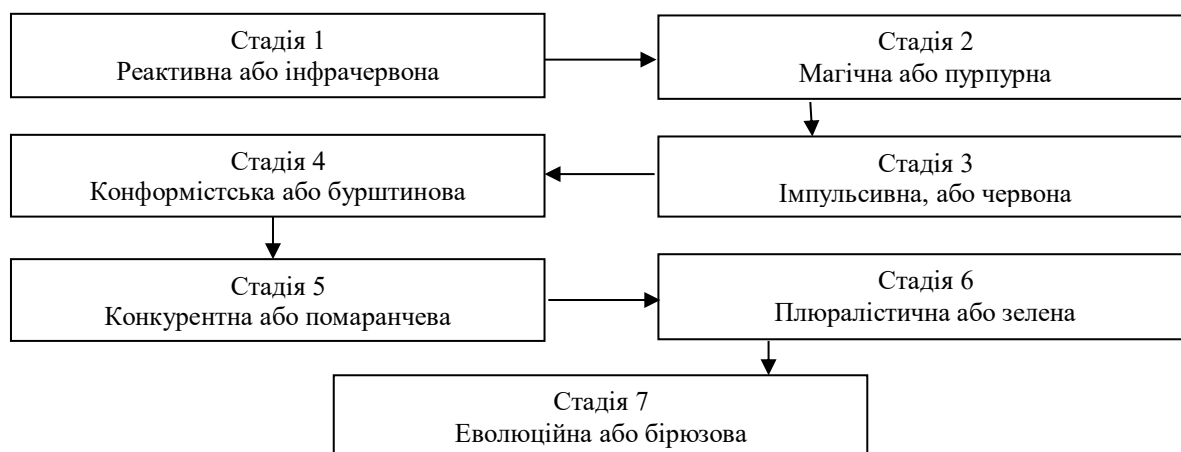 Стадія 1
Реактивна або інфрачервона
Стадія 2
Магічна або пурпурна
Стадія 3
Імпульсивна, або червона
Стадія 4
Конформістська або бурштинова
Стадія 5
Конкурентна або помаранчева
Стадія 6
Плюралістична або зелена
Стадія 7
Еволюційна або бірюзова